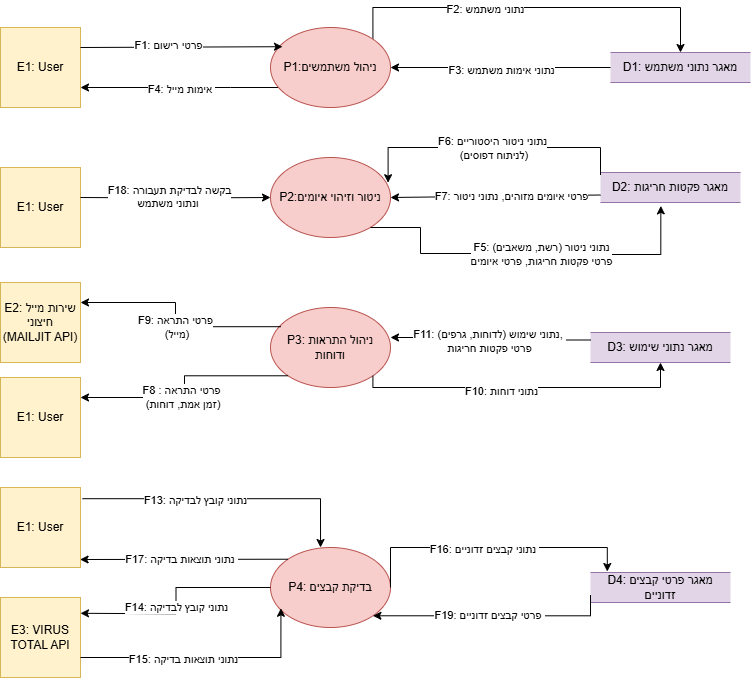 F2: נתוני משתמש
F1: פרטי רישום
E1: User
P1:ניהול משתמשים
F3: נתוני אימות משתמש
D1: מאגר נתוני משתמש
F4: אימות מייל
F6: נתוני ניטור היסטוריים
(לניתוח דפוסים)
F18: בקשה לבדיקת תעבורה
ונתוני משתמש
E1: User
P2:ניטור וזיהוי איומים
F7: פרטי איומים מזוהים, נתוני ניטור
D2: מאגר פקטות חריגות
F5: נתוני ניטור (רשת, משאבים)
פרטי פקטות חריגות, פרטי איומים
E2: שירות מייל
חיצוני
(MAILJIT API)
F9: פרטי התראה
(מייל)
P3: ניהול התראות
ודוחות
F11: נתוני שימוש (לדוחות, גרפים),
פרטי פקטות חריגות
D3: מאגר נתוני שימוש
F8 : פרטי התראה
(זמן אמת, דוחות)
F10: נתוני דוחות
E1: User
F13: נתוני קובץ לבדיקה
E1: User
F17: נתוני תוצאות בדיקה
P4: בדיקת קבצים
F16: נתוני קבצים זדוניים
D4: מאגר פרטי קבצים
זדוניים
F14: נתוני קובץ לבדיקה
F19: פרטי קבצים זדוניים
E3: VIRUS
TOTAL API
F15: נתוני תוצאות בדיקה